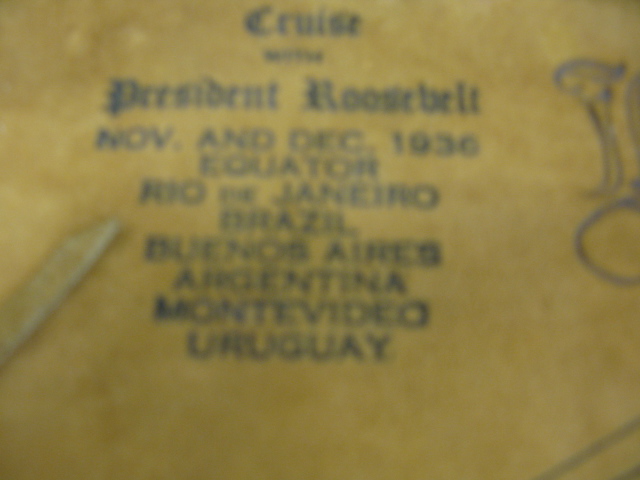 Cruise
WITH
President Roosevelt
NOV. AND DEC. 1936
EQUATOR
RIO DE JANEIRO
BRAZIL
BUENOS AIRES
ARGENTINA
MONTEVIDEO
URUGUAY